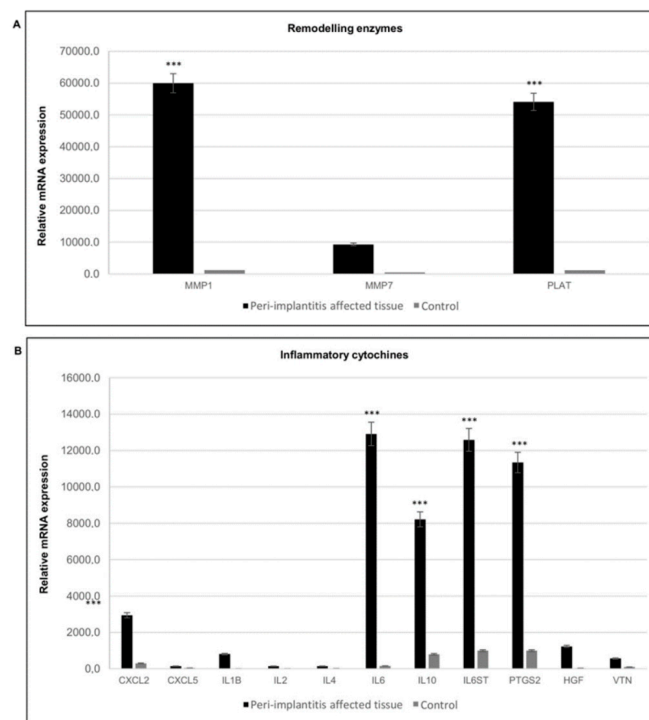 A
Remodelling enzymes
Relative mRNA expression
70000.0
60000.0
50000.0
40000.0
30000.0
20000.0
10000.0
0.0
***
***
MMP1 MMP7 PLAT
Peri-implantitis affected tissue Control
B
Inflammatory cytochines
Relative mRNA expression
16000.0
14000.0
12000.0
10000.0
8000.0
6000.0
4000.0
2000.0
0,0
***
***
***
***
***
CXCL2 CXCL5 IL1B IL2 IL4 IL6 IL10 IL6ST PTGS2 HGF VTN
Peri-implantitis affected tissue Control